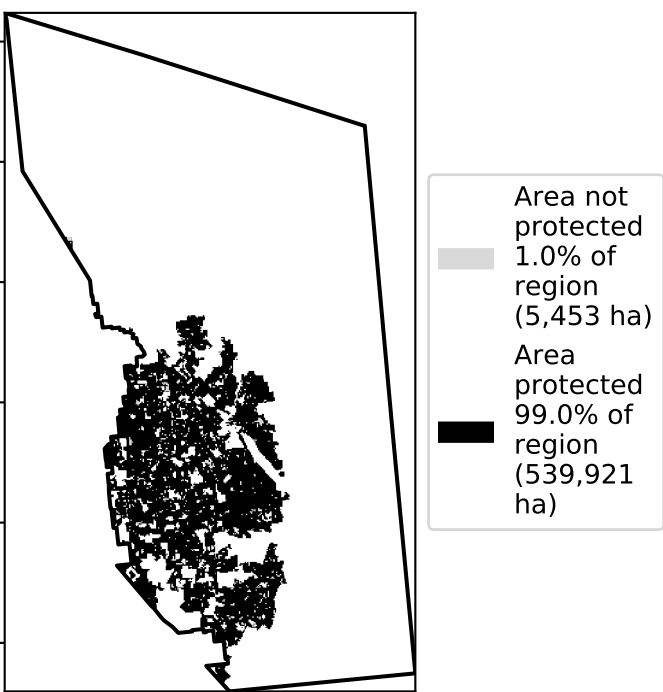 Area not
protected
1.0% of
region
(5,453 ha)
Area
protected
99.0% of
region
(539,921
ha)